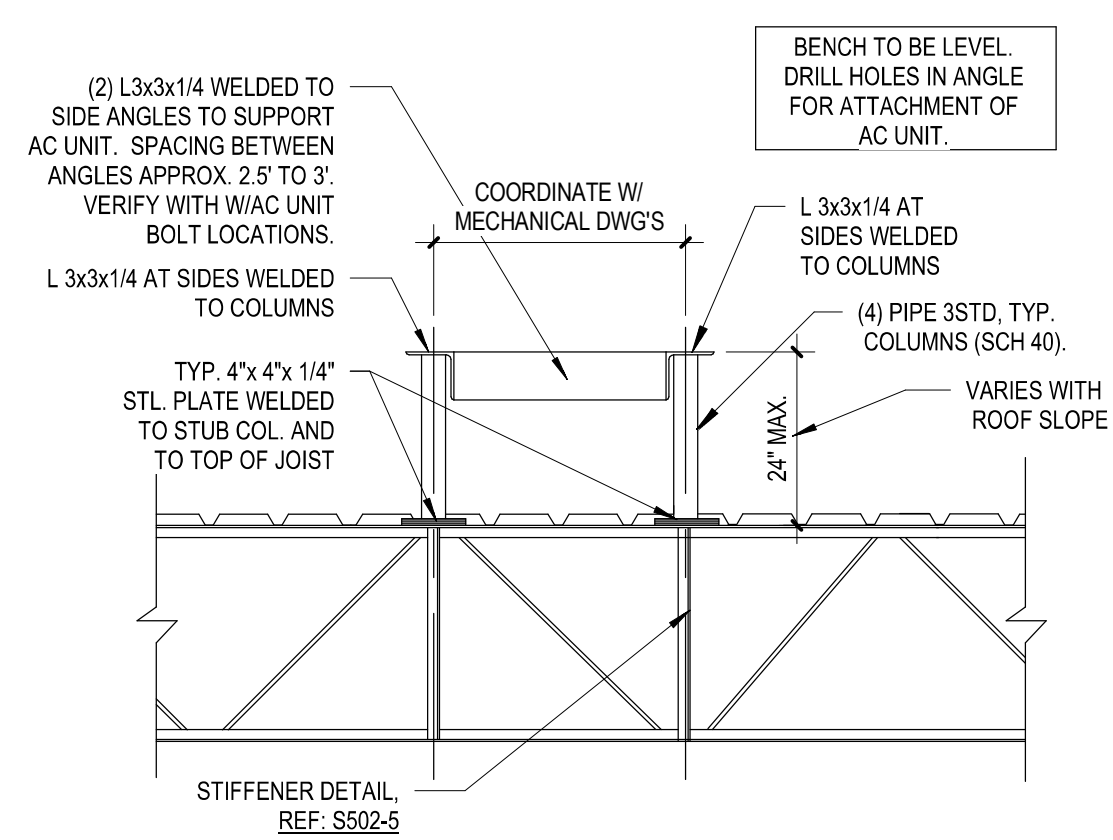 BENCH TO BE LEVEL.
DRILL HOLES IN ANGLE
FOR ATTACHMENT OF
AC UNIT.
(2) L3x3x1/4 WELDED TO
SIDE ANGLES TO SUPPORT
AC UNIT. SPACING BETWEEN
ANGLES APPROX. 2.5' TO 3'.
VERIFY WITH W/AC UNIT
BOLT LOCATIONS.
COORDINATE W/
MECHANICAL DWG'S
L 3x3x1/4 AT
SIDES WELDED
TO COLUMNS
L 3x3x1/4 AT SIDES WELDED
TO COLUMNS
(4) PIPE 3STD, TYP.
COLUMNS (SCH 40).
TYP. 4"x 4"x 1/4"
STL. PLATE WELDED
TO STUB COL. AND
TO TOP OF JOIST
24" MAX.
VARIES WITH
ROOF SLOPE
STIFFENER DETAIL,
REF: S502-5